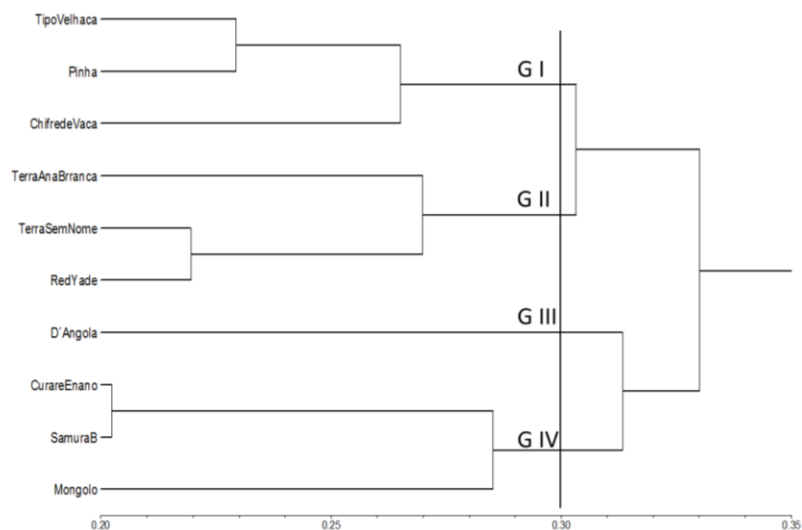 TipoVelhaca
G I
Pinha
ChifredeVaca
TerraAnaBrranca
G II
TerraSemNome
RedYade
G III
D´Angola
CurareEnano
SamuraB
G IV
Mongolo
0.20 0.25 0.30 0.35